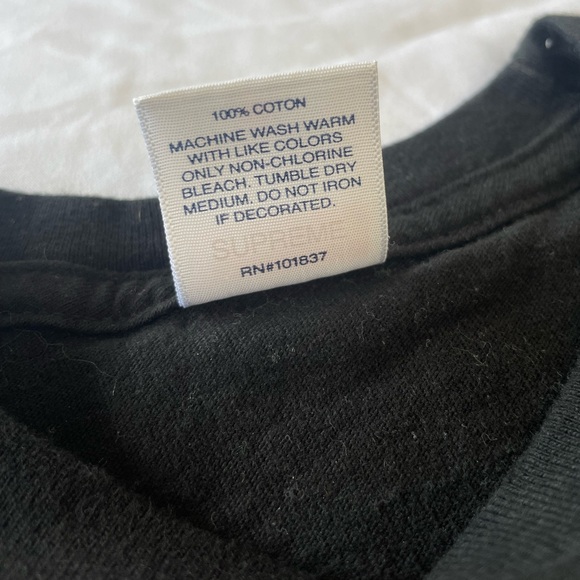 100% COTON
MACHINE WASH WARM
WITH LIKE COLORS
ONLY NON-CHLORINE
BLEACH. TUMBLE DRY
MEDIUM. DO NOT IRON
IF DECORATED.
SUPREME
RN#101837